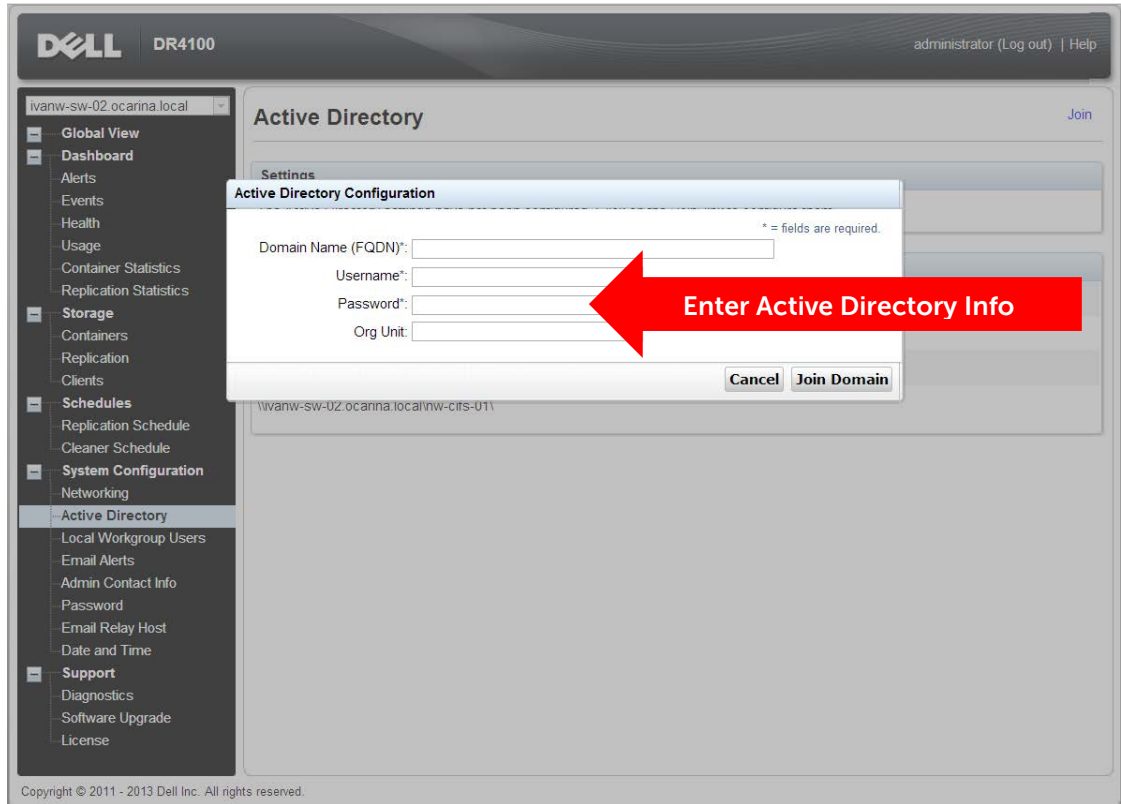 DELL DR4100 administrator (Log out) | Help
ivanw-sw-02.ocarina.local
Global View
Dashboard
Alerts
Events
Health
Usage
Container Statistics
Replication Statistics
Storage
Containers
Replication
Clients
Schedules
Replication Schedule
Cleaner Schedule
System Configuration
Networking
Active Directory
Local Workgroup Users
Email Alerts
Admin Contact Info
Password
Email Relay Host
Date and Time
Support
Diagnostics
Software Upgrade
License
Active Directory Join
Settings
Active Directory Configuration
* = fields are required.
Domain Name (FQDN)*:
Username*:
Password*:
Org Unit:
Enter Active Directory Info
Cancel Join Domain
\\ivanw-sw-02.ocarina.local\nw-cifs-01\
Copyright © 2011 - 2013 Dell Inc. All rights reserved.